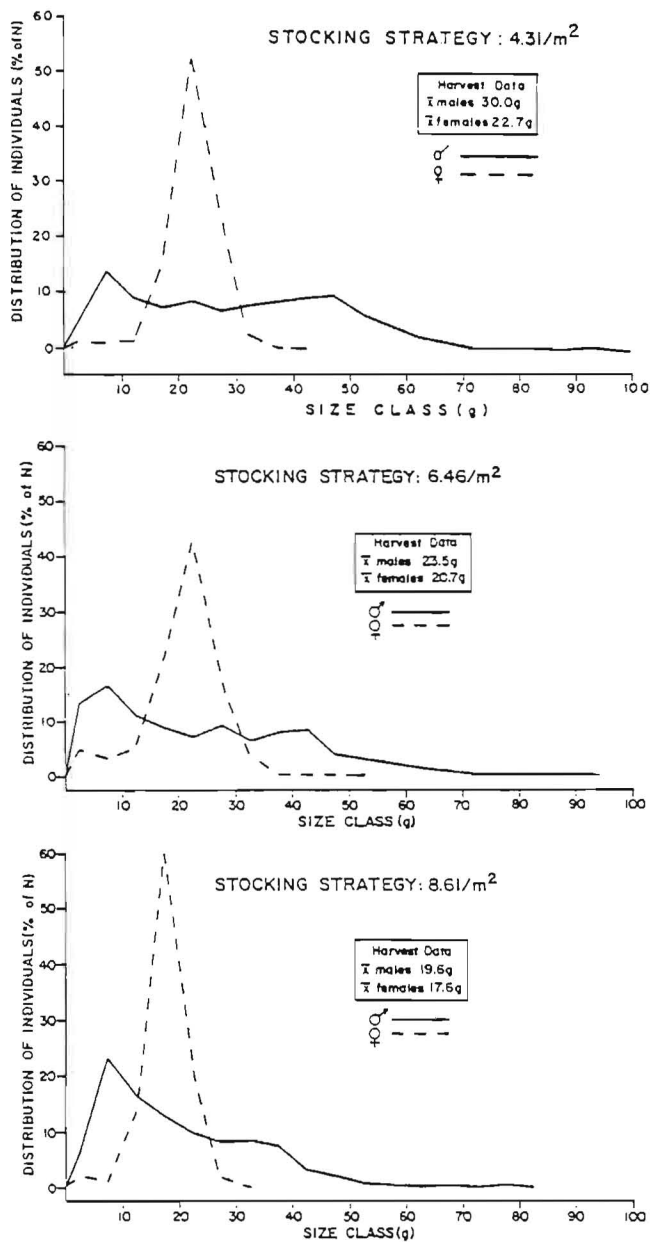 STOCKING STRATEGY: 4.31/m²
DISTRIBUTION OF INDIVIDUALS (% of N)
60
50
40
30
20
10
0
Harvest Data
x̄ males 30.0g
x̄ females 22.7g
♂
♀
10 20 30 40 50 60 70 80 90 100
SIZE CLASS (g)
STOCKING STRATEGY: 6.46/m²
DISTRIBUTION OF INDIVIDUALS (% of N)
60
50
40
30
20
10
0
Harvest Data
x̄ males 23.5g
x̄ females 20.7g
♂
♀
10 20 30 40 50 60 70 80 90 100
SIZE CLASS (g)
STOCKING STRATEGY: 8.61/m²
DISTRIBUTION OF INDIVIDUALS (% of N)
60
50
40
30
20
10
0
Harvest Data
x̄ males 19.6g
x̄ females 17.6g
♂
♀
10 20 30 40 50 60 70 80 90 100
SIZE CLASS (g)